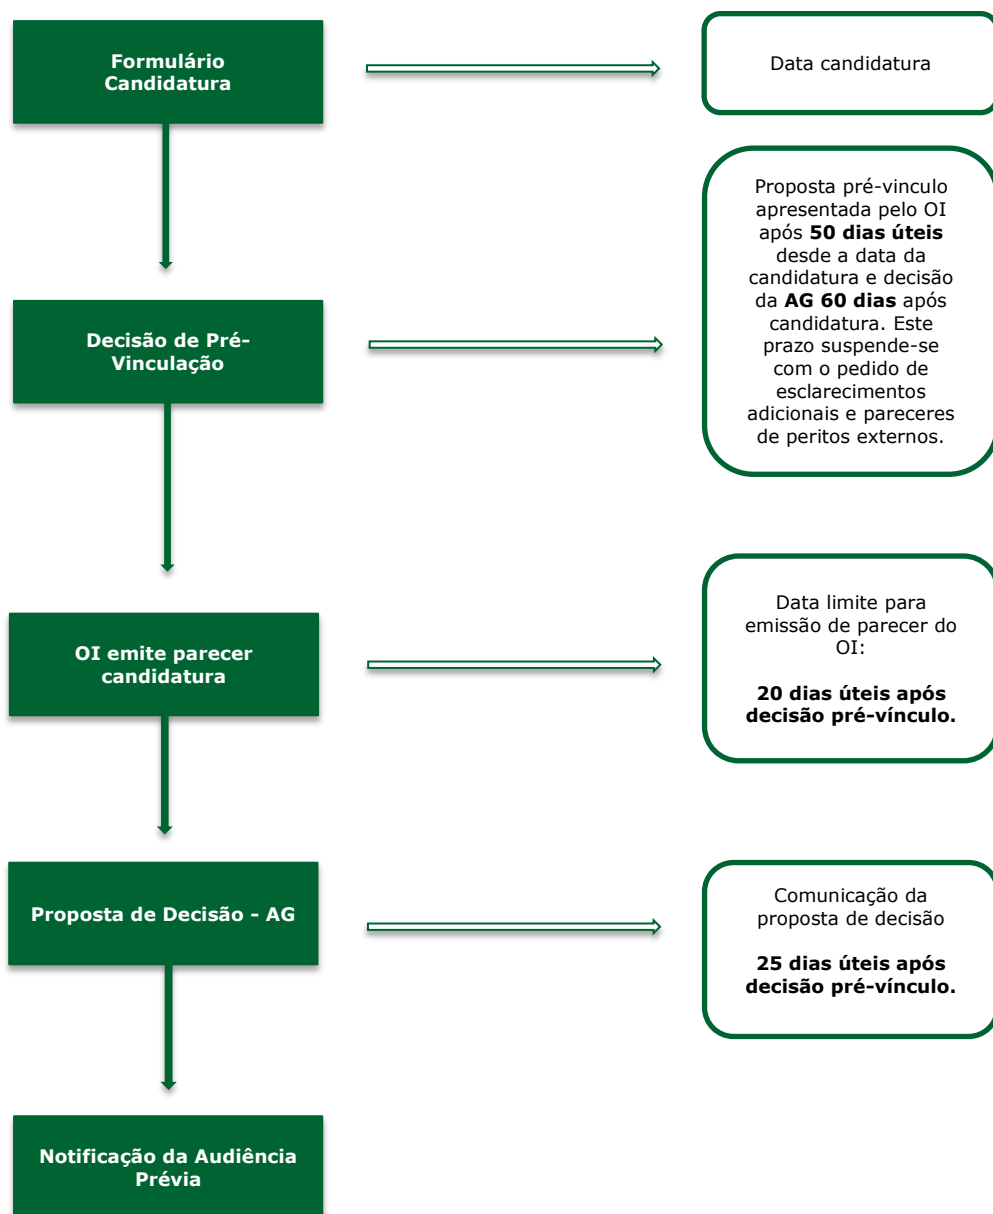 Formulário
Candidatura
Data candidatura
Proposta pré-vinculo
apresentada pelo OI
após 50 dias úteis
desde a data da
candidatura e decisão
da AG 60 dias após
candidatura. Este
prazo suspende-se
com o pedido de
esclarecimentos
adicionais e pareceres
de peritos externos.
Decisão de Pré-
Vinculação
OI emite parecer
candidatura
Data limite para
emissão de parecer do
OI:
20 dias úteis após
decisão pré-vínculo.
Proposta de Decisão - AG
Comunicação da
proposta de decisão
25 dias úteis após
decisão pré-vínculo.
Notificação da Audiência
Prévia